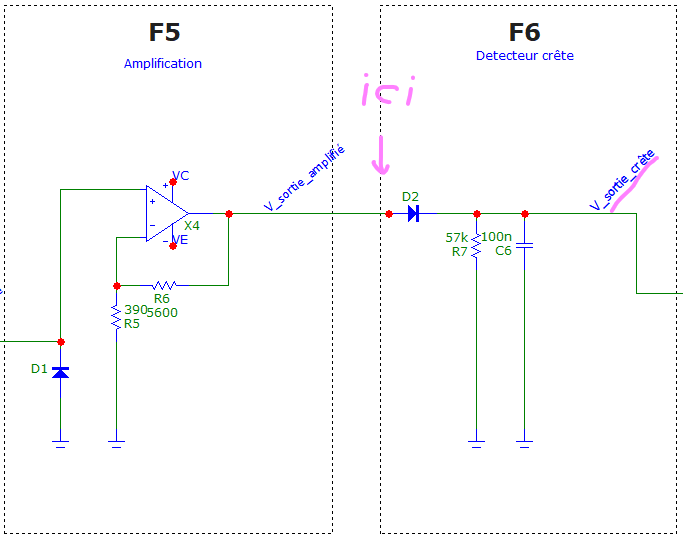 F5
Amplification
F6
Detecteur crête
ici
V_sortie_amplifié
V_sortie_crête
VC
+
+
-
X4
-
VE
D2
57k
R7
100n
C6
R6
5600
390
R5
D1